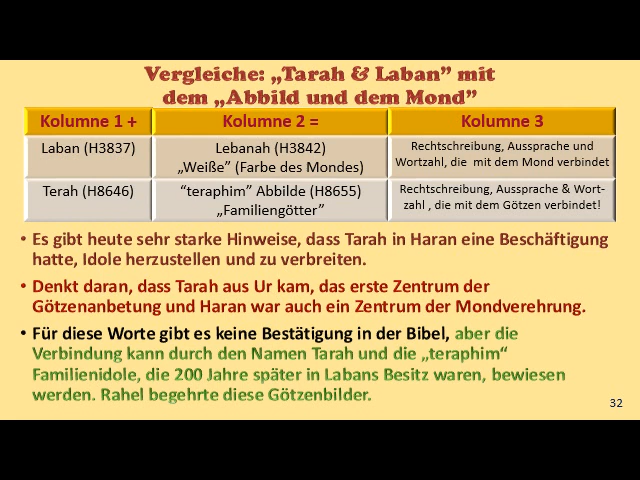 Vergleiche: „Tarah & Laban” mit
dem „Abbild und dem Mond”
Kolumne 1 + Kolumne 2 = Kolumne 3
Laban (H3837) Lebanah (H3842) Rechtschreibung, Aussprache und
„Weiße” (Farbe des Mondes) Wortzahl, die mit dem Mond verbindet
Terah (H8646) “teraphim” Abbilde (H8655) Rechtschreibung, Aussprache & Wort-
„Familiengötter” zahl , die mit dem Götzen verbindet!
• Es gibt heute sehr starke Hinweise, dass Tarah in Haran eine Beschäftigung
hatte, Idole herzustellen und zu verbreiten.
• Denkt daran, dass Tarah aus Ur kam, das erste Zentrum der
Götzenanbetung und Haran war auch ein Zentrum der Mondverehrung.
• Für diese Worte gibt es keine Bestätigung in der Bibel, aber die
Verbindung kann durch den Namen Tarah und die „teraphim“
Familienidole, die 200 Jahre später in Labans Besitz waren, bewiesen
werden. Rahel begehrte diese Götzenbilder.
32